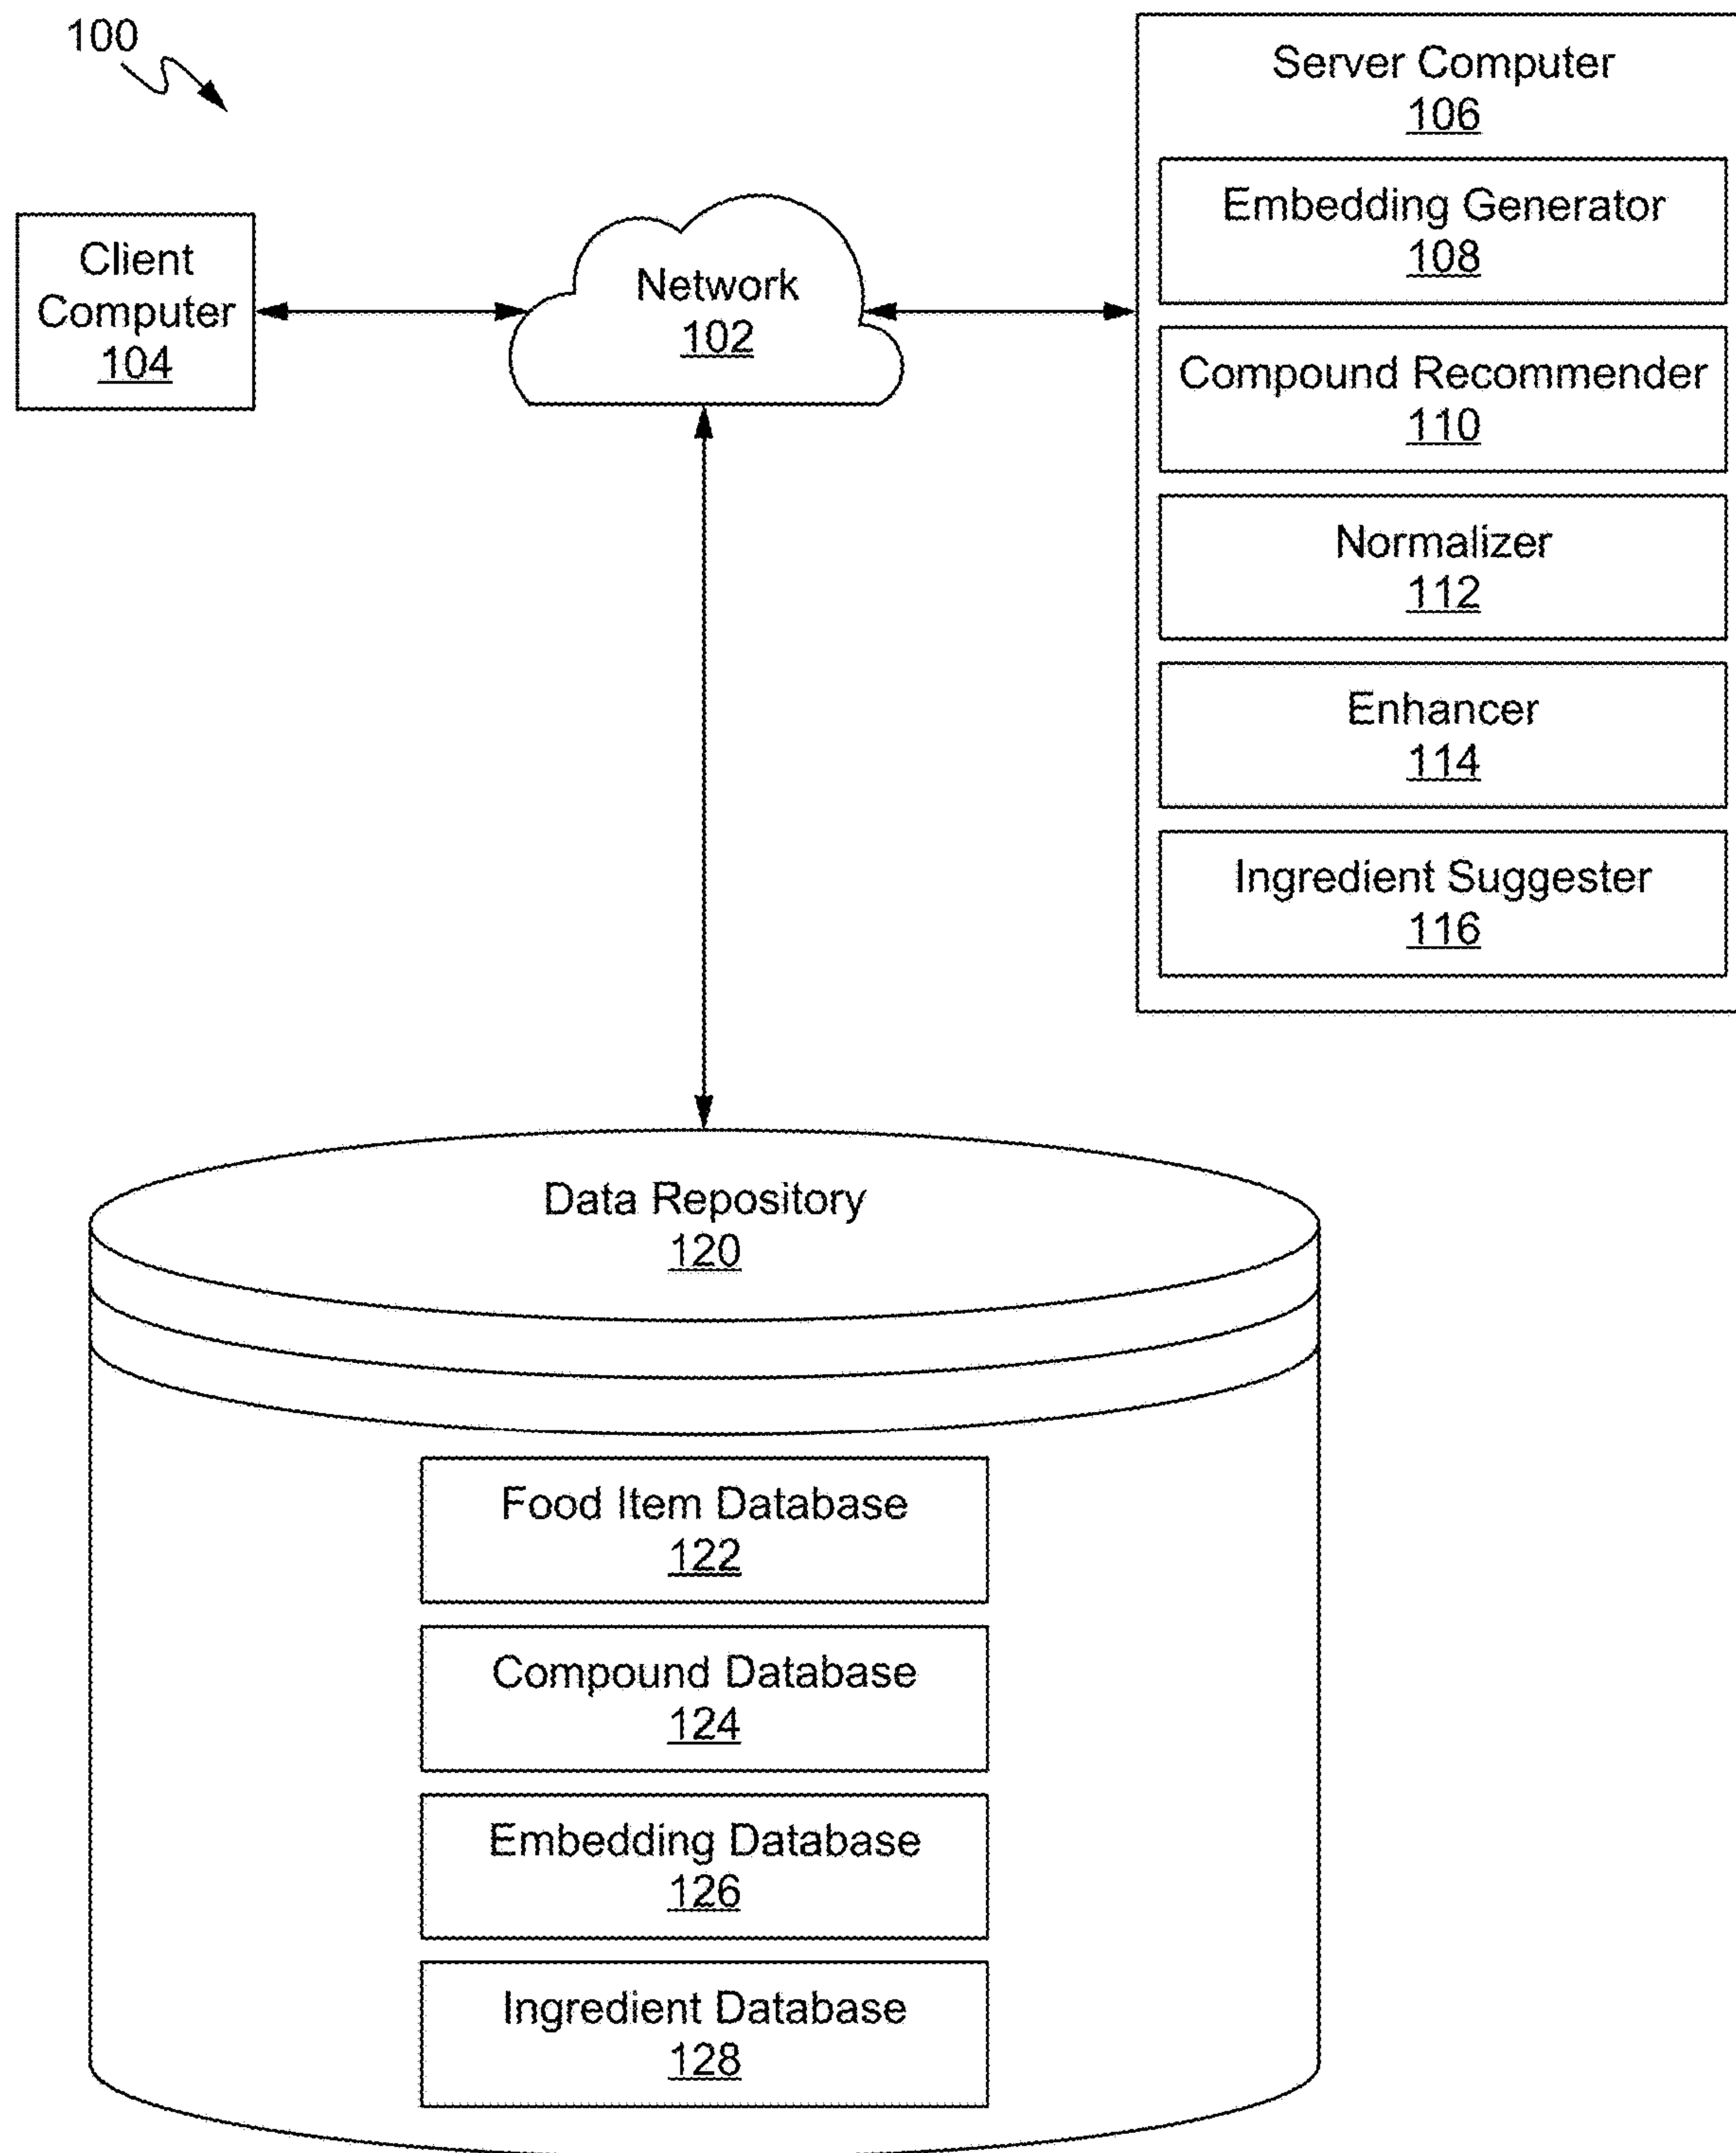 100
Client
Computer
104
Network
102
Server Computer
106
Embedding Generator
108
Compound Recommender
110
Normalizer
112
Enhancer
114
Ingredient Suggester
116
Data Repository
120
Food Item Database
122
Compound Database
124
Embedding Database
126
Ingredient Database
128